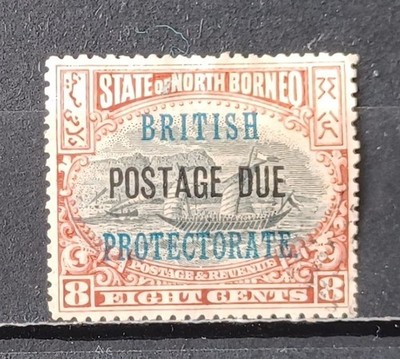 STATE OF NORTH BORNEO
BRITISH
POSTAGE DUE
PROTECTORATE
POSTAGE & REVENUE
8 EIGHT CENTS 8